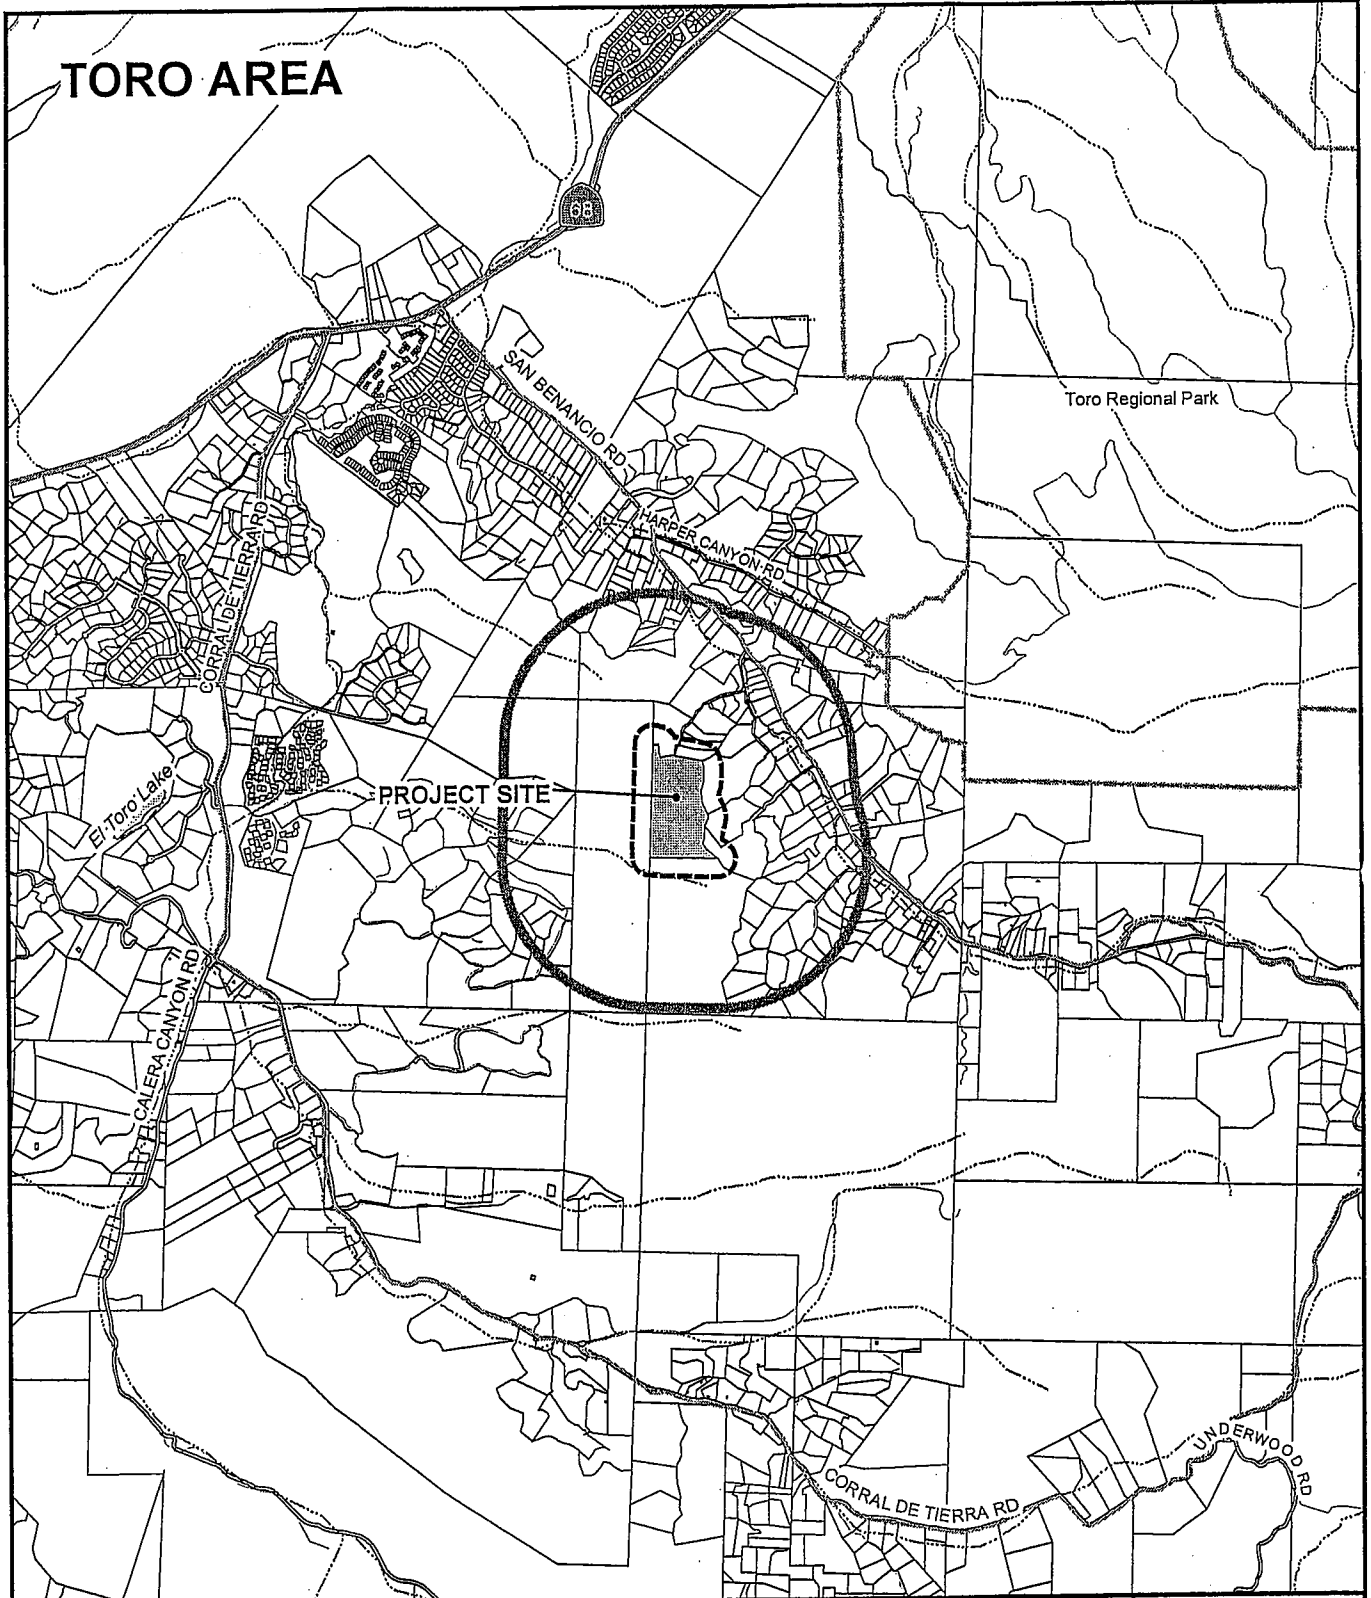 TORO AREA
68
SAN BENANCIO RD
Toro Regional Park
HARPER CANYON RD
CORRAL DE TIERRA RD
El Toro Lake
PROJECT SITE
CALERA CANYON RD
UNDERWOOD RD
CORRAL DE TIERRA RD